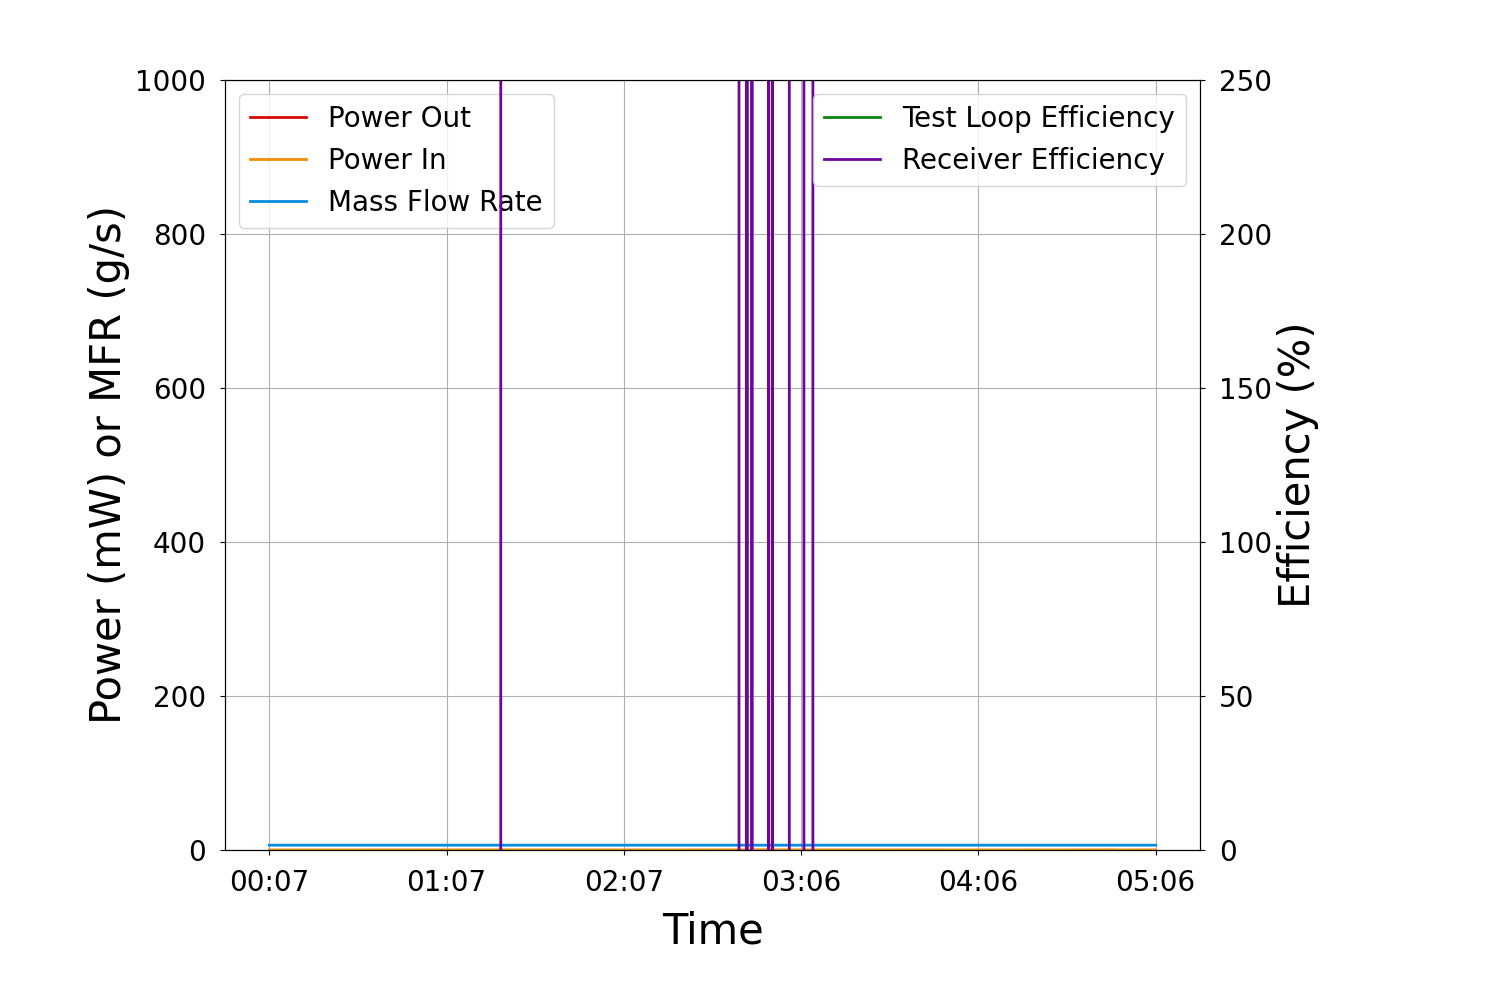 Power (mW) or MFR (g/s)
1000
800
600
400
200
0
Power Out
Power In
Mass Flow Rate
Test Loop Efficiency
Receiver Efficiency
250
200
150
100
50
0
Efficiency (%)
00:07 01:07 02:07 03:06 04:06 05:06
Time